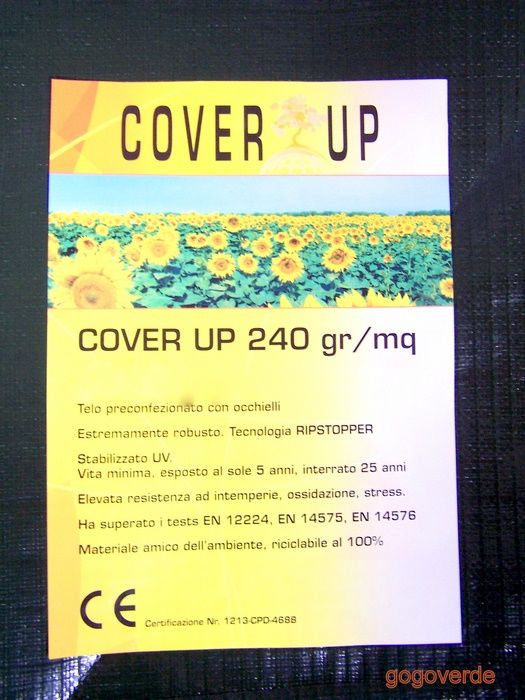 COVER UP
COVER UP 240 gr/mq
Telo preconfezionato con occhielli
Estremamente robusto. Tecnologia RIPSTOPPER
Stabilizzato UV.
Vita minima, esposto al sole 5 anni, interrato 25 anni
Elevata resistenza ad intemperie, ossidazione, stress.
Ha superato i tests EN 12224, EN 14575, EN 14576
Materiale amico dell'ambiente, riciclabile al 100%
CE Certificazione Nr. 1213-CPD-4688
gogoverde